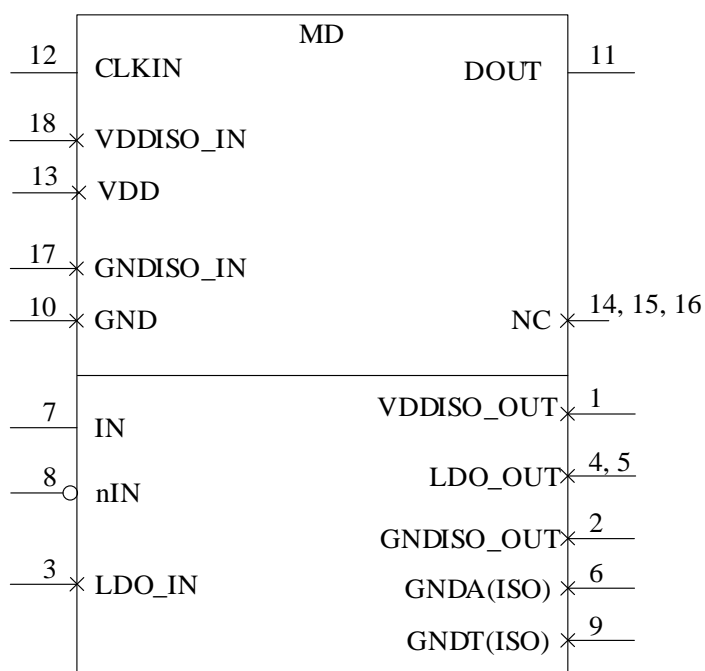 MD
12 CLKIN DOUT 11
18 VDDISO_IN
13 VDD
17 GNDISO_IN
10 GND NC 14, 15, 16
VDDISO_OUT 1
7 IN
LDO_OUT 4, 5
8 nIN
GNDISO_OUT 2
3 LDO_IN GNDA(ISO) 6
GNDT(ISO) 9